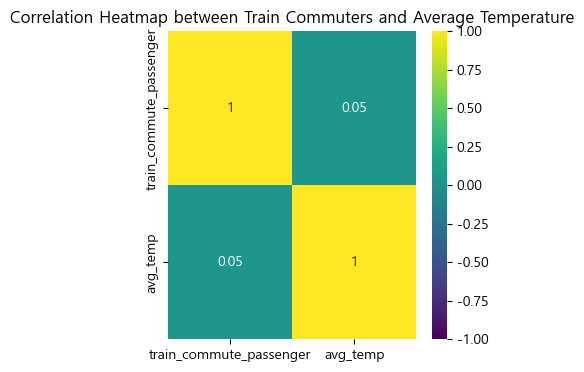 Correlation Heatmap between Train Commuters and Average Temperature
train_commute_passenger
1
0.05
avg_temp
0.05
1
train_commute_passenger
avg_temp
1.00
0.75
0.50
0.25
0.00
-0.25
-0.50
-0.75
-1.00